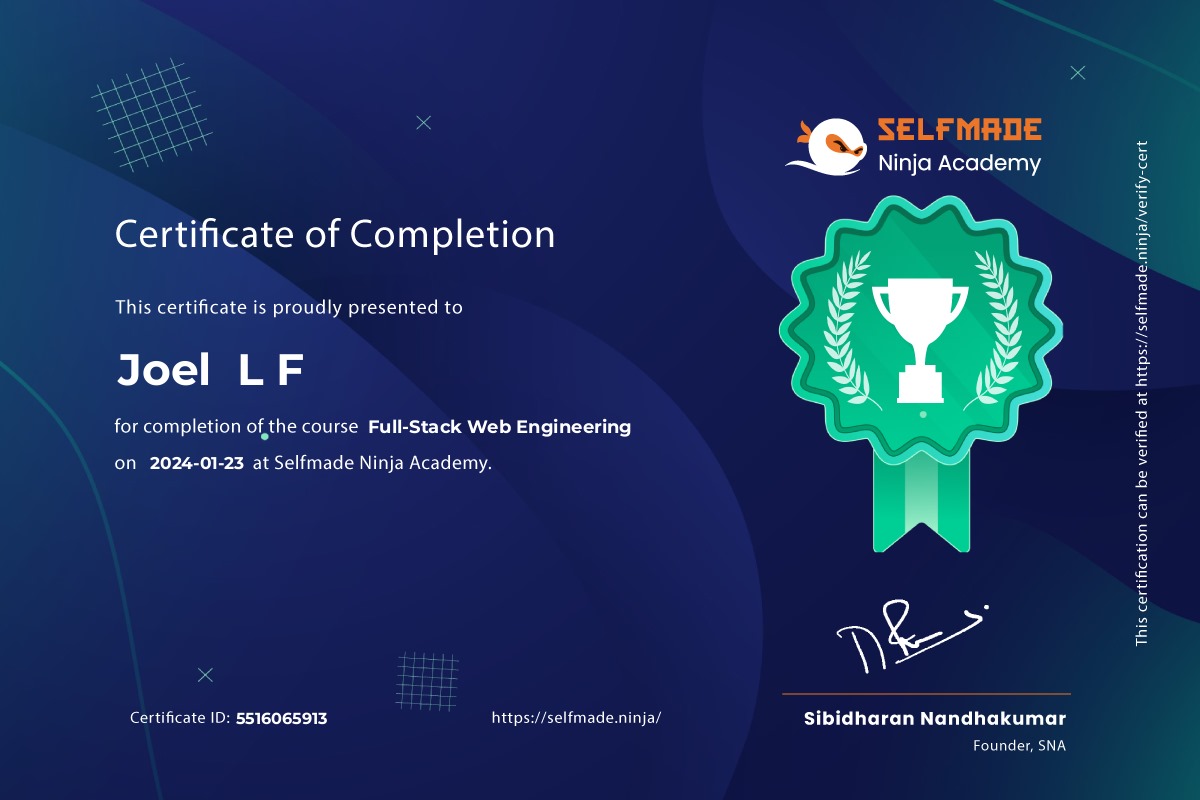 SELFMADE
Ninja Academy
Certificate of Completion
This certificate is proudly presented to
Joel L F
for completion of the course Full-Stack Web Engineering
on 2024-01-23 at Selfmade Ninja Academy.
Certificate ID: 5516065913
https://selfmade.ninja/
Sibidharan Nandhakumar
Founder, SNA
This certification can be verified at https://selfmade.ninja/verify-cert